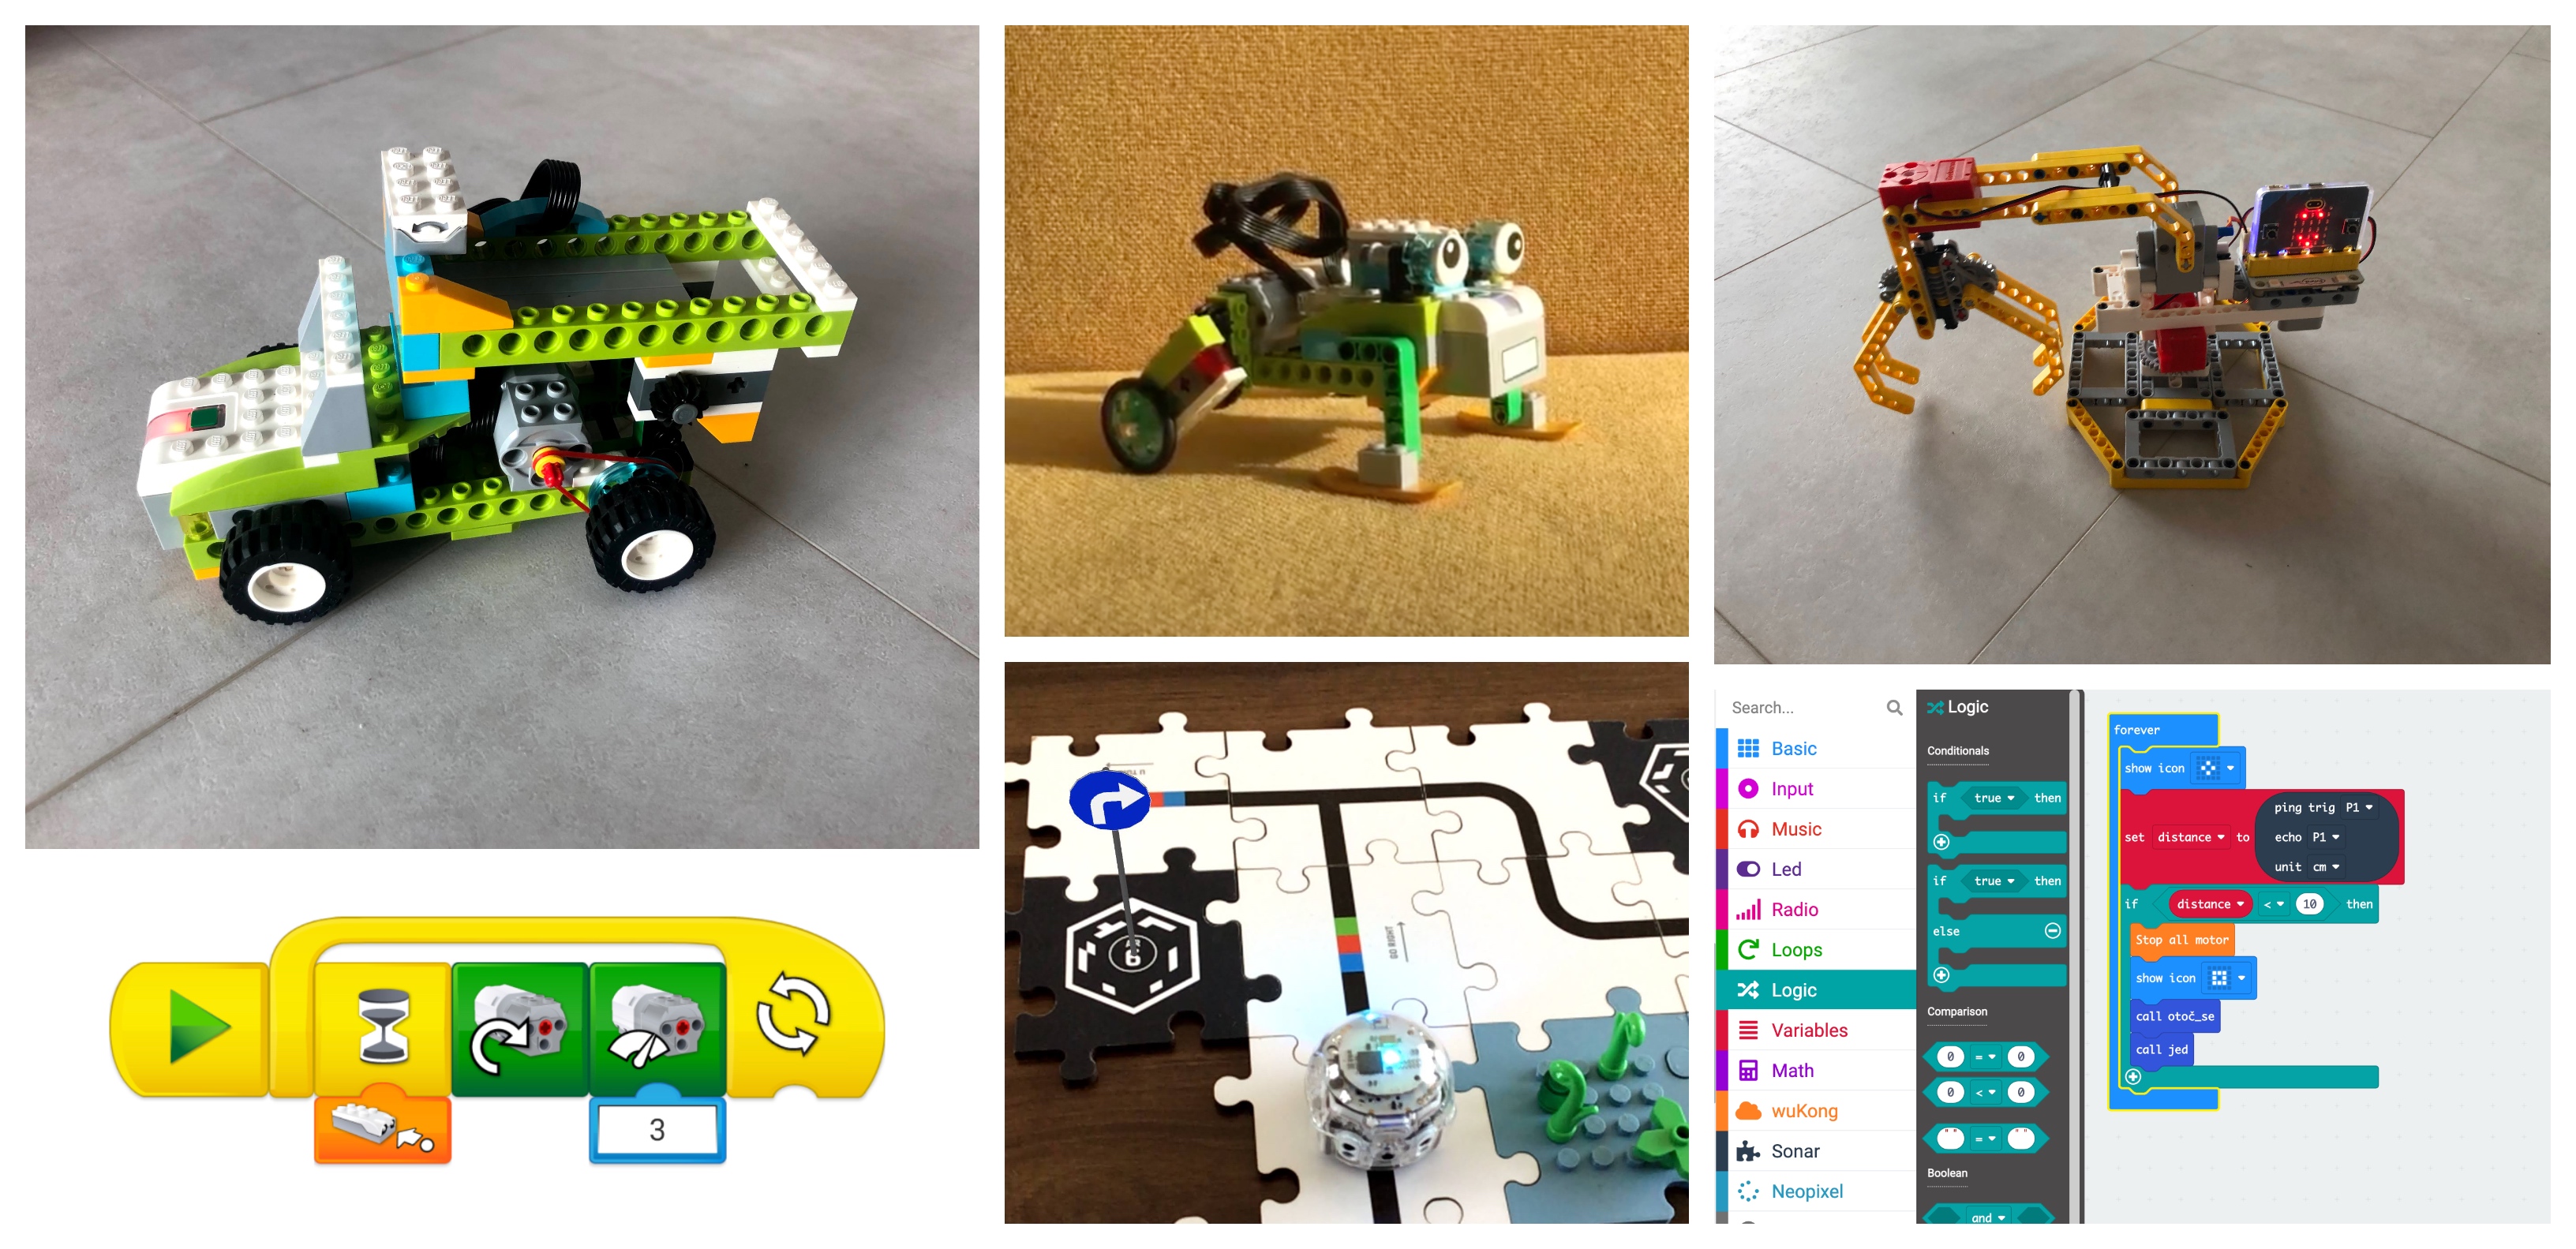 3
GO RIGHT
6
Search...
Basic
Input
Music
Led
Radio
Loops
Logic
Variables
Math
wuKong
Sonar
Neopixel
Logic
Conditionals
if true then
if true then
else
Comparison
0 = 0
0 < 0
" " = " "
Boolean
and
forever
show icon
set distance to
ping trig P1
echo P1
unit cm
if distance < 10 then
Stop all motor
show icon
call otoč_se
call jed